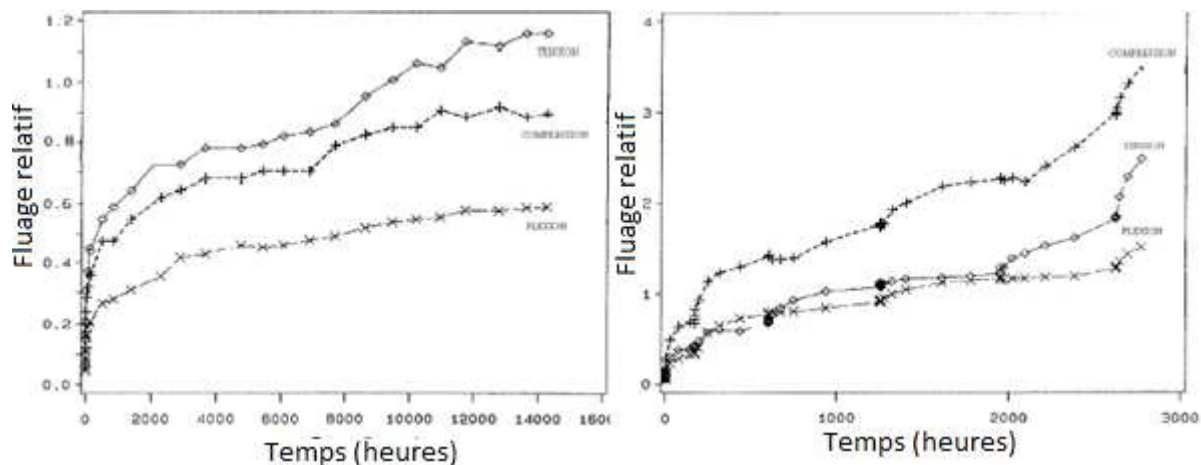 Fluage relatif
1.2
1.0
0.8
0.6
0.4
0.2
0.0
TENSION
COMPRESSION
FLEXION
0 2000 4000 6000 8000 10000 12000 14000 1600
Temps (heures)
Fluage relatif
4
3
2
1
0
COMPRESSION
TENSION
FLEXION
0 1000 2000 3000
Temps (heures)